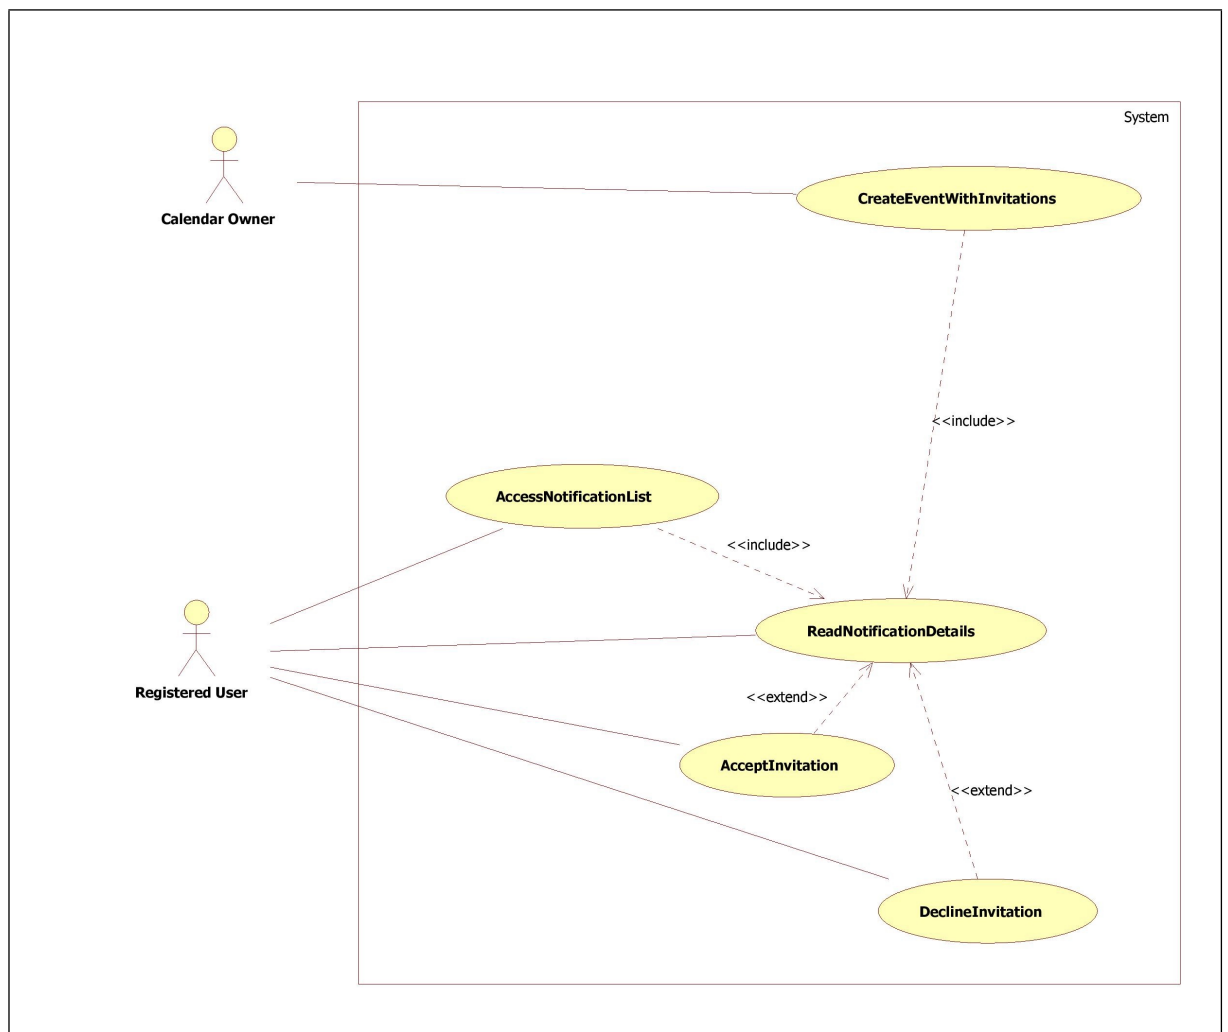 System
Calendar Owner
CreateEventWithInvitations
<<include>>
AccessNotificationList
<<include>>
ReadNotificationDetails
Registered User
<<extend>>
AcceptInvitation
<<extend>>
DeclineInvitation